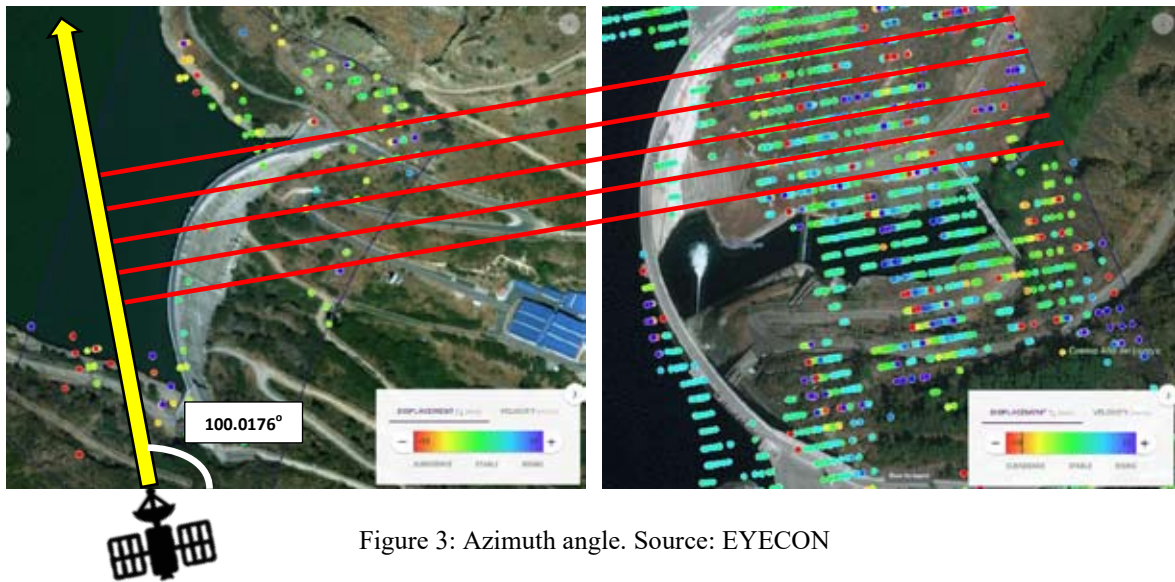 100.0176°
DISPLACEMENT
VELOCITY
SUBSIDENCE STABLE RISING
DISPLACEMENT
VELOCITY
SUBSIDENCE STABLE RISING
Figure 3: Azimuth angle. Source: EYECON